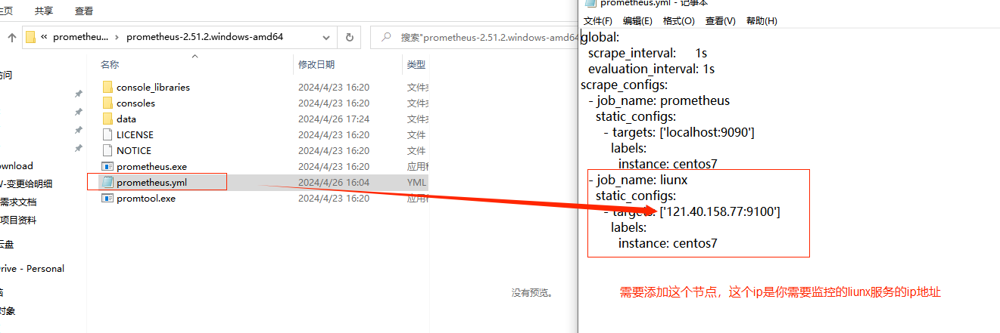 主页 共享 查看
prometheu... prometheus-2.51.2.windows-amd64
搜索"prometheus-2.51.2.windows-amd64
名称 修改日期 类型
访问
console_libraries 2024/4/23 16:20 文件
consoles 2024/4/23 16:20 文件
data 2024/4/26 17:24 文件
LICENSE 2024/4/23 16:20 文件
NOTICE 2024/4/23 16:20 文件
prometheus.exe 2024/4/23 16:20 应用
prometheus.yml 2024/4/26 16:04 YML
promtool.exe 2024/4/23 16:20 应用
ownload
-变更给明细
需求文档
项目资料
云盘
rive - Personal
对象
没有预览。
prometheus.yml - 记事本
文件(F) 编辑(E) 格式(O) 查看(V) 帮助(H)
global:
scrape_interval: 1s
evaluation_interval: 1s
scrape_configs:
- job_name: prometheus
static_configs:
- targets: ['localhost:9090']
labels:
instance: centos7
- job_name: liunx
static_configs:
- targets: ['121.40.158.77:9100']
labels:
instance: centos7
需要添加这个节点，这个ip是你需要监控的liunx服务的ip地址